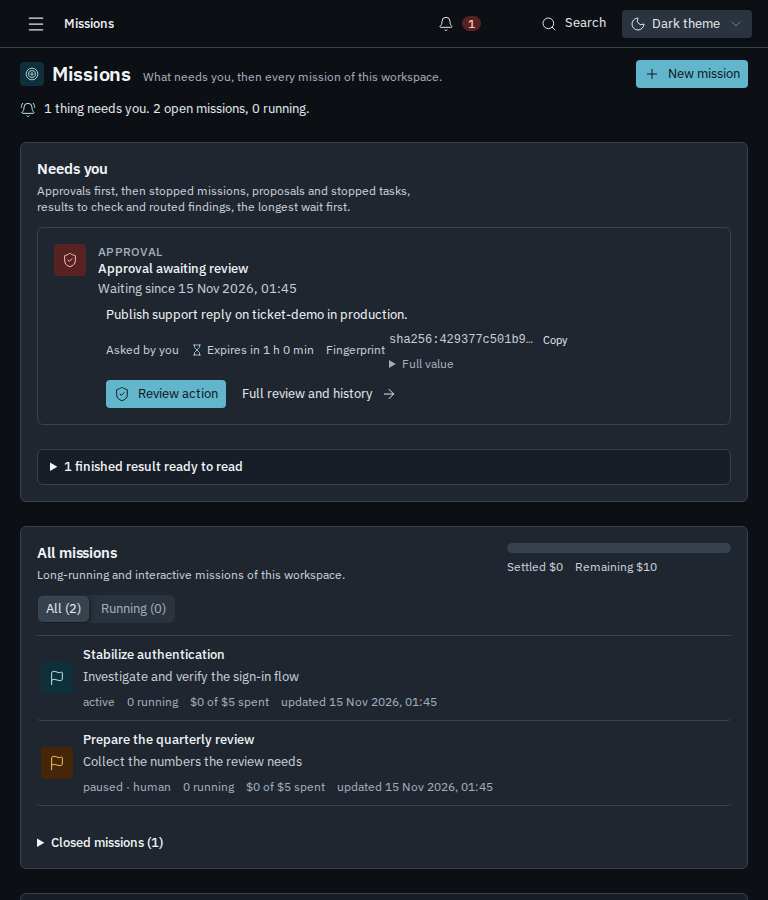 Missions
1
Search
Dark theme
Missions
What needs you, then every mission of this workspace.
New mission
1 thing needs you. 2 open missions, 0 running.
Needs you
Approvals first, then stopped missions, proposals and stopped tasks,
results to check and routed findings, the longest wait first.
APPROVAL
Approval awaiting review
Waiting since 15 Nov 2026, 01:45
Publish support reply on ticket-demo in production.
Asked by you Expires in 1 h 0 min Fingerprint sha256:429377c501b9… Copy
Full value
Review action Full review and history
1 finished result ready to read
All missions
Long-running and interactive missions of this workspace.
Settled $0 Remaining $10
All (2) Running (0)
Stabilize authentication
Investigate and verify the sign-in flow
active 0 running $0 of $5 spent updated 15 Nov 2026, 01:45
Prepare the quarterly review
Collect the numbers the review needs
paused · human 0 running $0 of $5 spent updated 15 Nov 2026, 01:45
Closed missions (1)